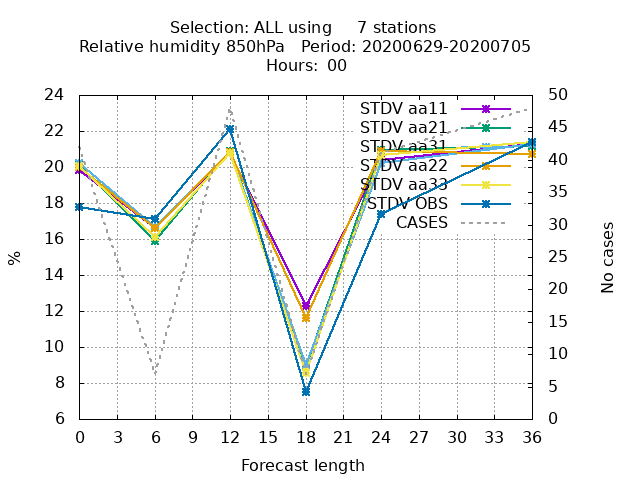 Selection: ALL using     7 stations
Relative humidity 850hPa   Period: 20200629-20200705
Hours:  00
24
22
20
18
16
14
12
10
8
6
%
50
45
40
35
30
25
20
15
10
5
0
No cases
STDV aa11
STDV aa21
STDV aa31
STDV aa22
STDV aa33
STDV OBS
CASES
0 3 6 9 12 15 18 21 24 27 30 33 36
Forecast length